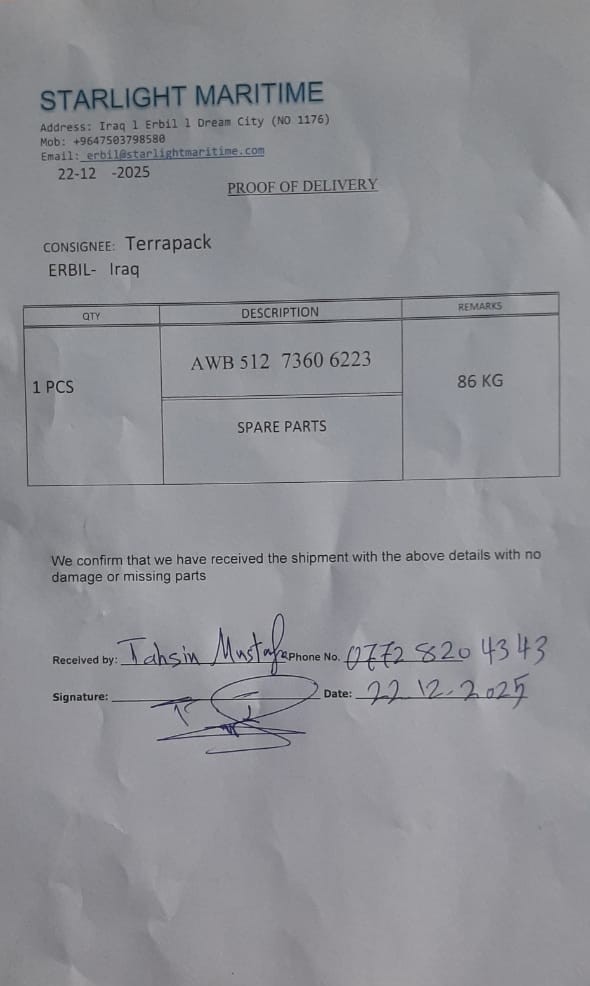 STARLIGHT MARITIME
Address: Iraq l Erbil l Dream City (NO 1176)
Mob: +9647503798580
Email: erbil@starlightmaritime.com
22-12 -2025
PROOF OF DELIVERY
CONSIGNEE: Terrapack
ERBIL- Iraq
QTY DESCRIPTION REMARKS
AWB 512 7360 6223
1 PCS 86 KG
SPARE PARTS
We confirm that we have received the shipment with the above details with no
damage or missing parts
Received by: Tahsin Mustafa Phone No. 0772 820 4343
Signature: Date: 22.12.2025